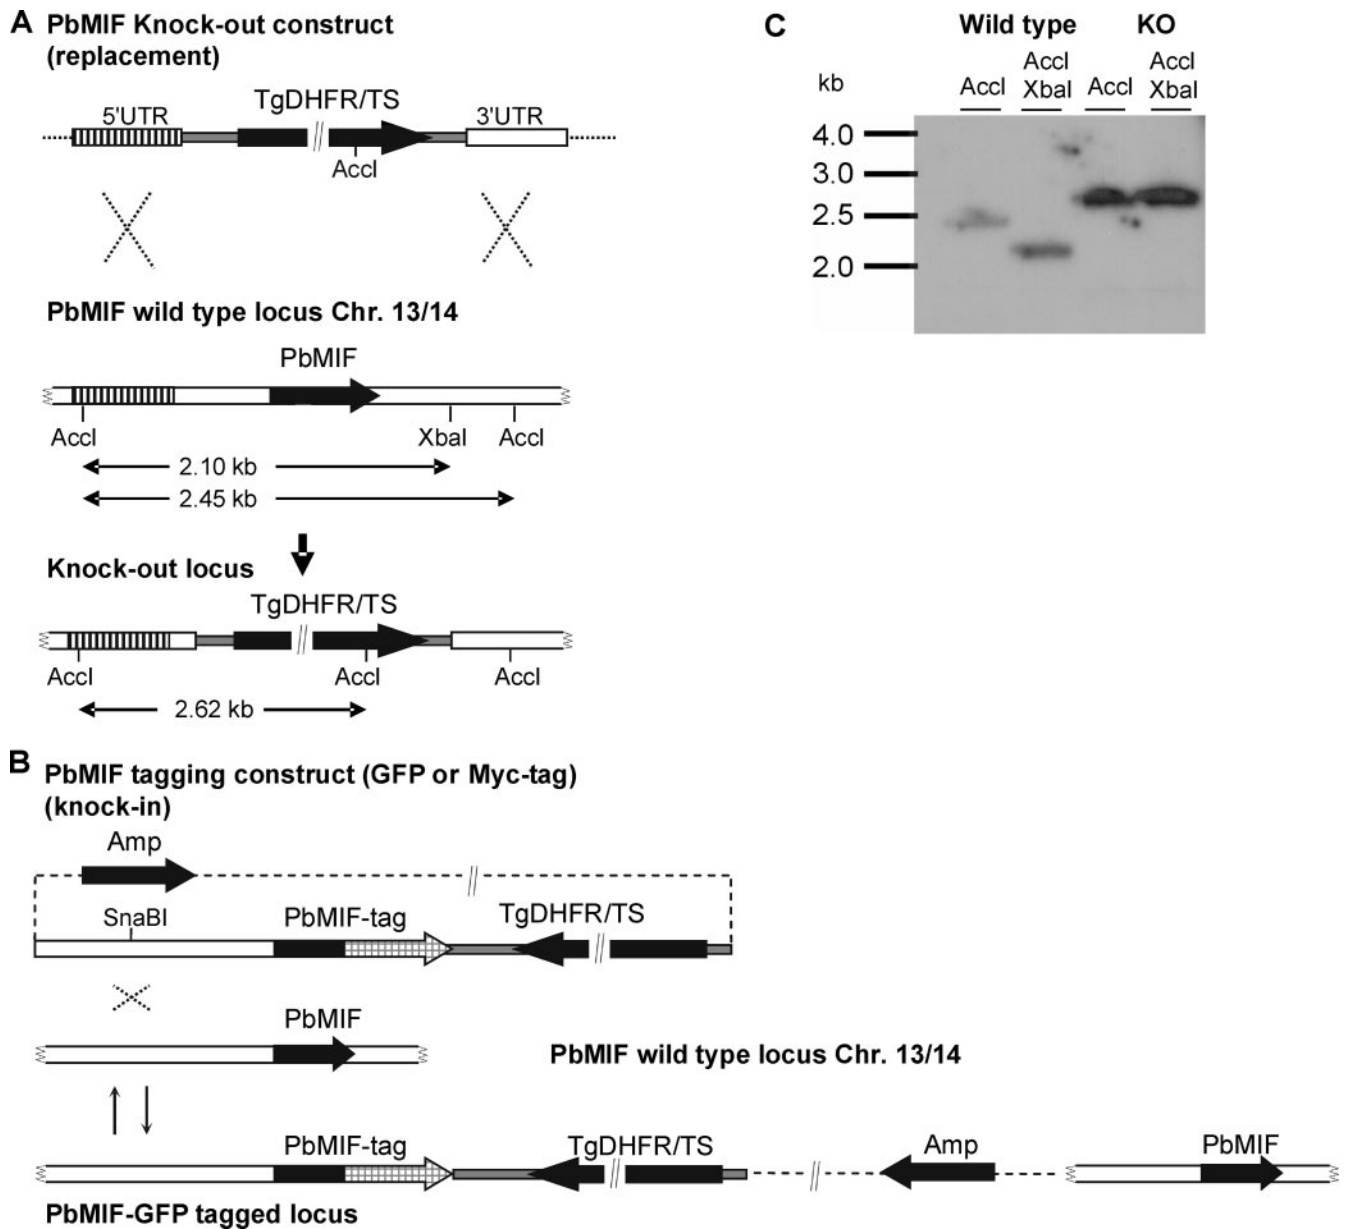 A PbMIF Knock-out construct
(replacement)
TgDHFR/TS
5'UTR
3'UTR
AccI
PbMIF wild type locus Chr. 13/14
PbMIF
AccI XbaI AccI
2.10 kb
2.45 kb
Knock-out locus
TgDHFR/TS
AccI AccI AccI
2.62 kb
C
Wild type KO
kb
AccI AccI XbaI AccI AccI XbaI
4.0
3.0
2.5
2.0
B PbMIF tagging construct (GFP or Myc-tag)
(knock-in)
Amp
SnaBI PbMIF-tag TgDHFR/TS
PbMIF
PbMIF wild type locus Chr. 13/14
PbMIF-tag TgDHFR/TS Amp PbMIF
PbMIF-GFP tagged locus